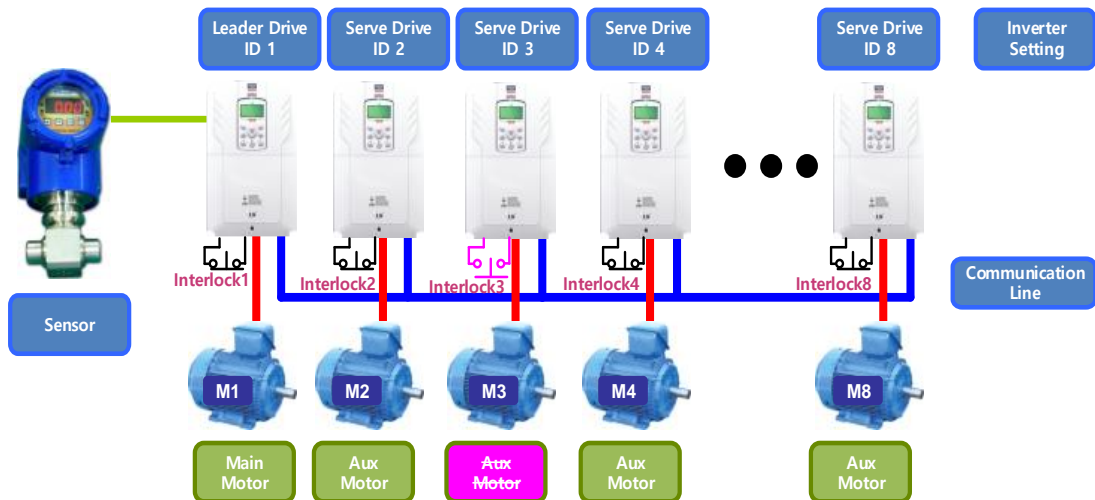 Leader Drive
ID 1
Serve Drive
ID 2
Serve Drive
ID 3
Serve Drive
ID 4
Serve Drive
ID 8
Inverter
Setting
Interlock1
Interlock2
Interlock3
Interlock4
Interlock8
Communication
Line
Sensor
M1
M2
M3
M4
M8
Main
Motor
Aux
Motor
Aux
Motor
Aux
Motor
Aux
Motor